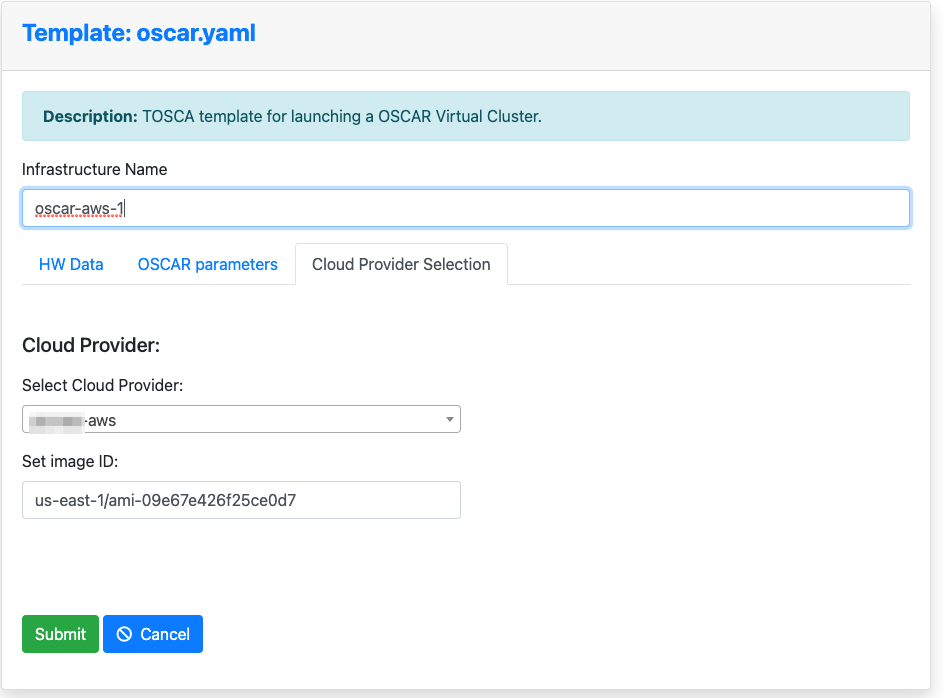 Template: oscar.yaml
Description: TOSCA template for launching a OSCAR Virtual Cluster.
Infrastructure Name
oscar-aws-1
HW Data OSCAR parameters Cloud Provider Selection
Cloud Provider:
Select Cloud Provider:
-aws
Set image ID:
us-east-1/ami-09e67e426f25ce0d7
Submit Cancel